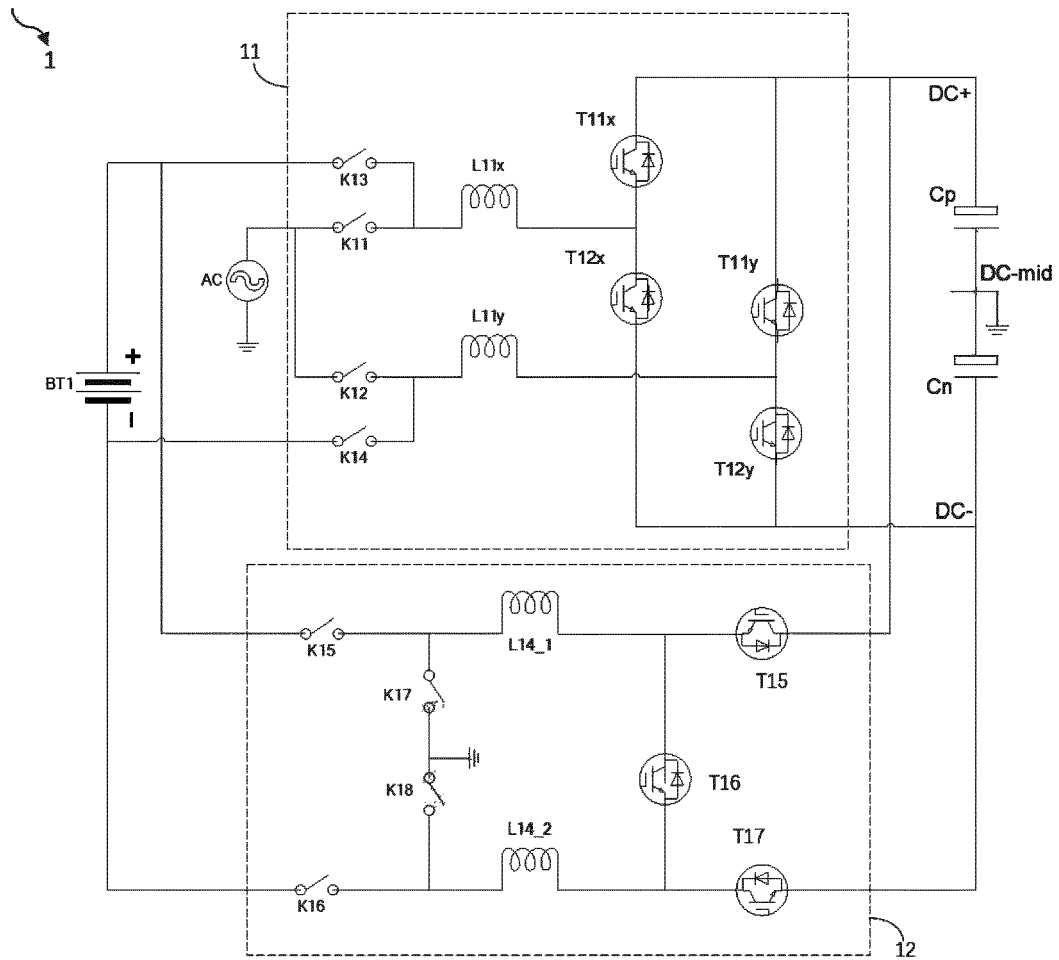 1
11
DC+
T11x
K13
L11x
Cp
K11
T12x
T11y
DC-mid
AC
L11y
+
BT1
K12
Cn
−
K14
T12y
DC-
K15
L14_1
T15
K17
K18
T16
L14_2
T17
K16
12